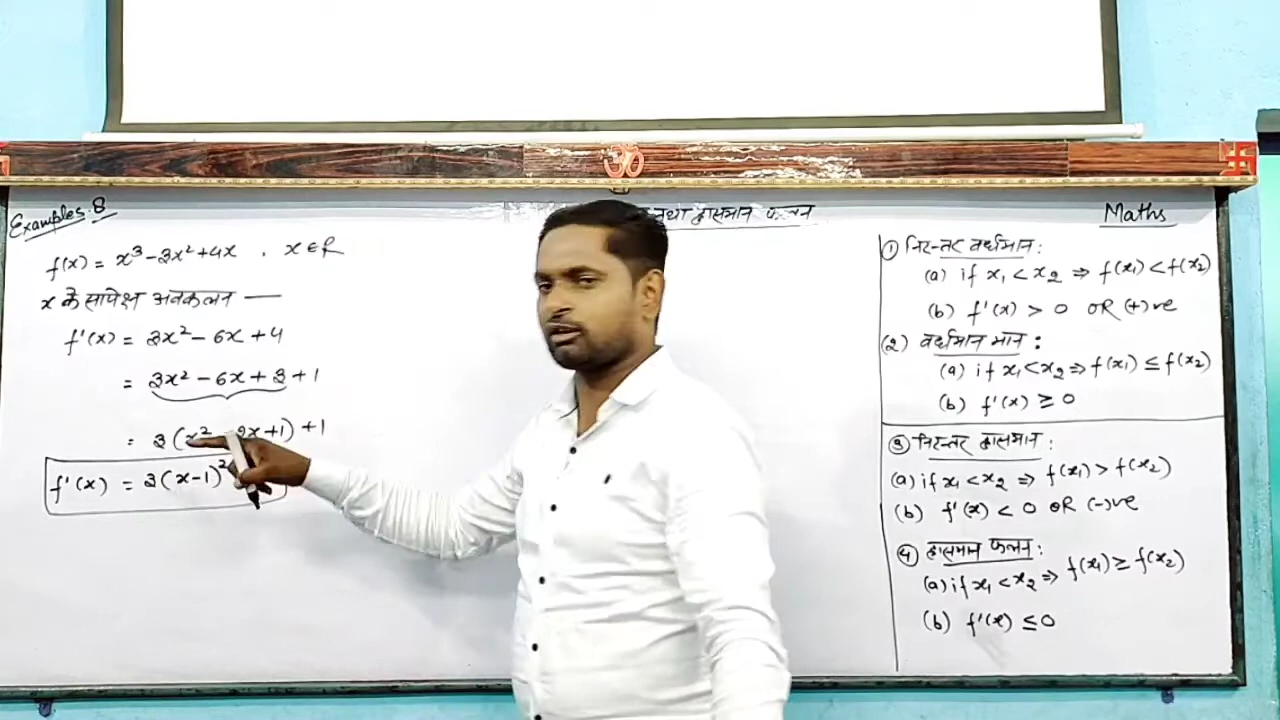 Examples. 8
f(x) = x³ - 3x² + 4x . x ∈ R
x के सापेक्ष अवकलन —
f'(x) = 3x² - 6x + 4
= 3x² - 6x + 3 + 1
= 3(x² - 2x + 1) + 1
f'(x) = 3(x-1)²
तथा ह्रासमान फलन
Maths
① निरन्तर वर्धमान :
(a) if x₁ < x₂ ⇒ f(x₁) < f(x₂)
(b) f'(x) > 0 OR (+)ve
(2) वर्धमान मान :
(a) if x₁ < x₂ ⇒ f(x₁) ≤ f(x₂)
(b) f'(x) ≥ 0
③ निरन्तर ह्रासमान :
(a) if x₁ < x₂ ⇒ f(x₁) > f(x₂)
(b) f'(x) < 0 OR (-)ve
④ ह्रासमान फलन :
(a) if x₁ < x₂ ⇒ f(x₁) ≥ f(x₂)
(b) f'(x) ≤ 0